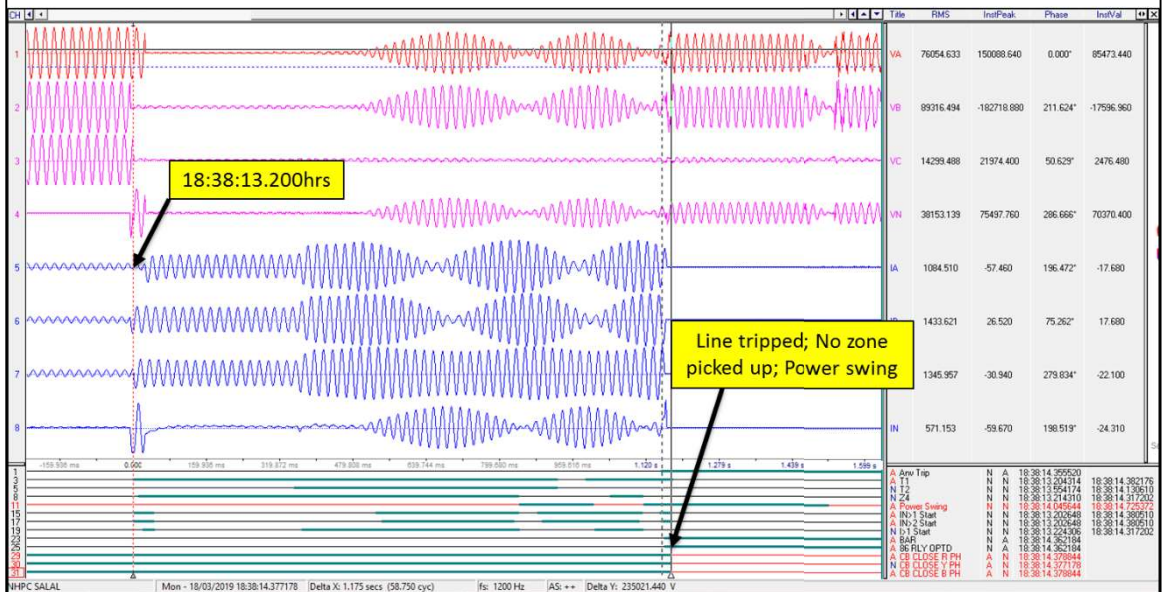 CH
Title RMS InstPeak Phase InstVal
1 VA 76054.633 150088.640 0.000° 85473.440
2 VB 89316.494 -182718.880 211.624° -17596.960
3 VC 14299.488 21974.400 50.629° 2476.480
18:38:13.200hrs
4 VN 38153.139 75497.760 286.666° 70370.400
5 IA 1084.510 -57.460 196.472° -17.680
6 1433.621 26.520 75.262° 17.680
Line tripped; No zone
picked up; Power swing
7 1345.957 -30.940 279.834° -22.100
8 IN 571.153 -59.670 198.519° -24.310
-159.936 ms 0.000 159.936 ms 319.872 ms 479.808 ms 639.744 ms 799.680 ms 959.616 ms 1.120 s 1.279 s 1.439 s 1.599 s
A Any Trip N A 18:38:14.355520
A T1 N N 18:38:13.204314 18:38:14.382176
N T2 N N 18:38:13.554174 18:38:14.130610
N Z4 N N 18:38:13.214310 18:38:14.317202
A Power Swing N N 18:38:14.045644 18:38:14.725372
A IN>1 Start N N 18:38:13.202648 18:38:14.380510
A IN>2 Start N N 18:38:13.202648 18:38:14.380510
N I>1 Start N N 18:38:13.224306 18:38:14.317202
A BAR N A 18:38:14.362184
A 86 RLY OPTD N A 18:38:14.362184
A CB CLOSE R PH A N 18:38:14.378844
N CB CLOSE Y PH A N 18:38:14.377178
A CB CLOSE B PH A N 18:38:14.378844
NHPC SALAL Mon - 18/03/2019 18:38:14.377178 Delta X: 1.175 secs (58.750 cyc) fs: 1200 Hz AS: ++ Delta Y: 235021.440 V